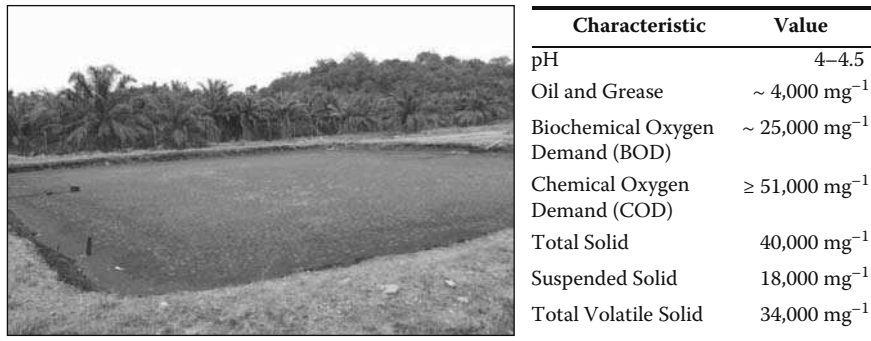 Characteristic Value
pH 4–4.5
Oil and Grease ~ 4,000 mg⁻¹
Biochemical Oxygen ~ 25,000 mg⁻¹
Demand (BOD)
Chemical Oxygen ≥ 51,000 mg⁻¹
Demand (COD)
Total Solid 40,000 mg⁻¹
Suspended Solid 18,000 mg⁻¹
Total Volatile Solid 34,000 mg⁻¹